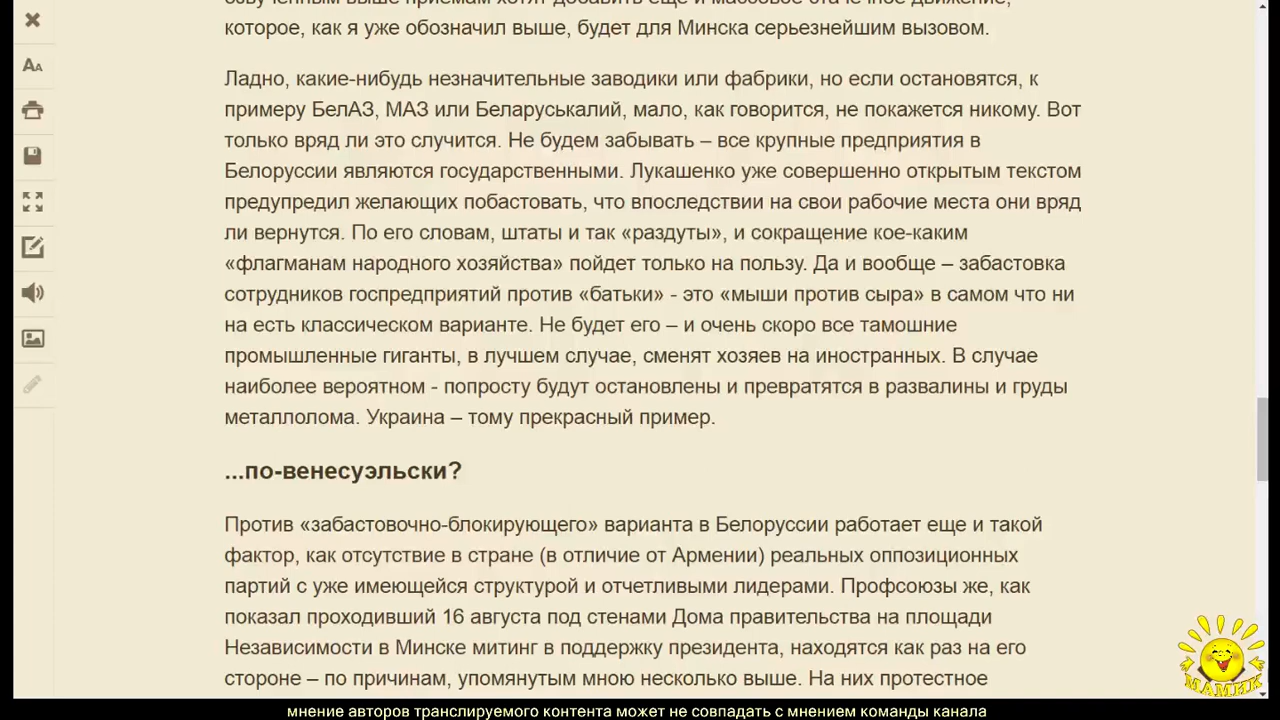 озвученным выше приемам хотят добавить еще и массовое стачечное движение,
которое, как я уже обозначил выше, будет для Минска серьезнейшим вызовом.
Ладно, какие-нибудь незначительные заводики или фабрики, но если остановятся, к
примеру БелАЗ, МАЗ или Беларуськалий, мало, как говорится, не покажется никому. Вот
только вряд ли это случится. Не будем забывать – все крупные предприятия в
Белоруссии являются государственными. Лукашенко уже совершенно открытым текстом
предупредил желающих побастовать, что впоследствии на свои рабочие места они вряд
ли вернутся. По его словам, штаты и так «раздуты», и сокращение кое-каким
«флагманам народного хозяйства» пойдет только на пользу. Да и вообще – забастовка
сотрудников госпредприятий против «батьки» - это «мыши против сыра» в самом что ни
на есть классическом варианте. Не будет его – и очень скоро все тамошние
промышленные гиганты, в лучшем случае, сменят хозяев на иностранных. В случае
наиболее вероятном - попросту будут остановлены и превратятся в развалины и груды
металлолома. Украина – тому прекрасный пример.
...по-венесуэльски?
Против «забастовочно-блокирующего» варианта в Белоруссии работает еще и такой
фактор, как отсутствие в стране (в отличие от Армении) реальных оппозиционных
партий с уже имеющейся структурой и отчетливыми лидерами. Профсоюзы же, как
показал проходивший 16 августа под стенами Дома правительства на площади
Независимости в Минске митинг в поддержку президента, находятся как раз на его
стороне – по причинам, упомянутым мною несколько выше. На них протестное
МАМИК
мнение авторов транслируемого контента может не совпадать с мнением команды канала